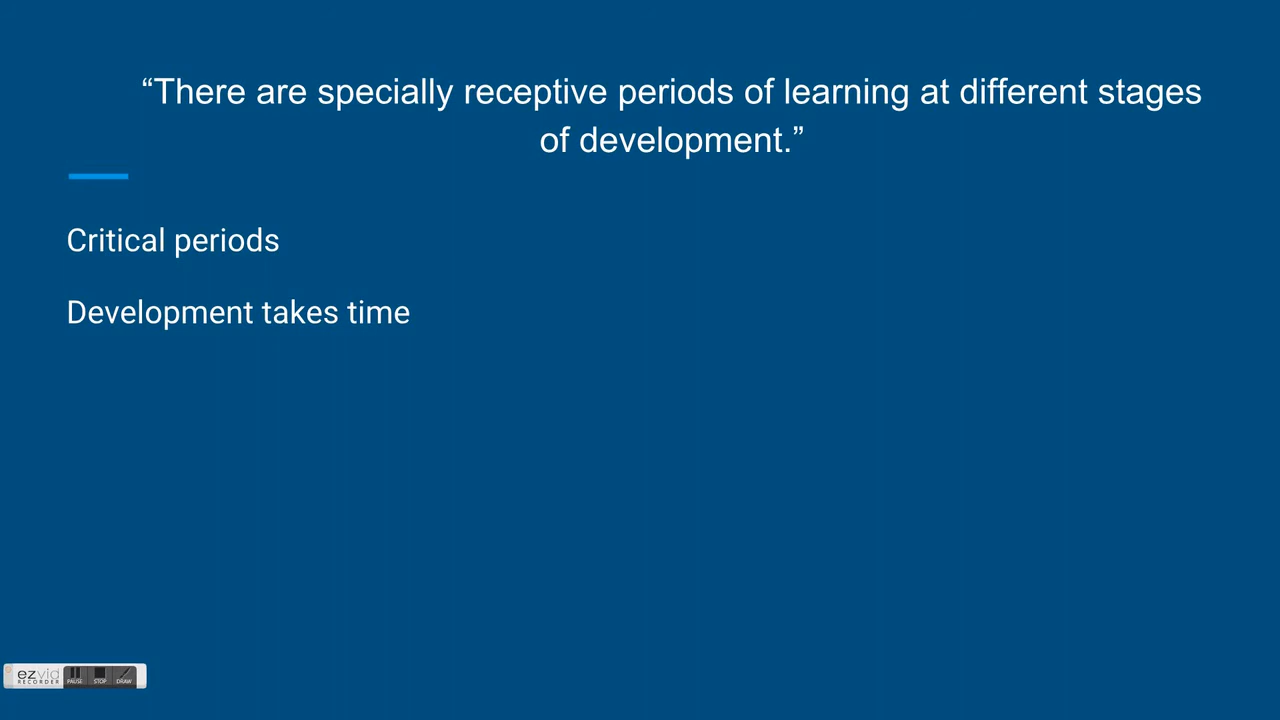 “There are specially receptive periods of learning at different stages
of development.”
Critical periods
Development takes time
ezvid
RECORDER
PAUSE STOP DRAW